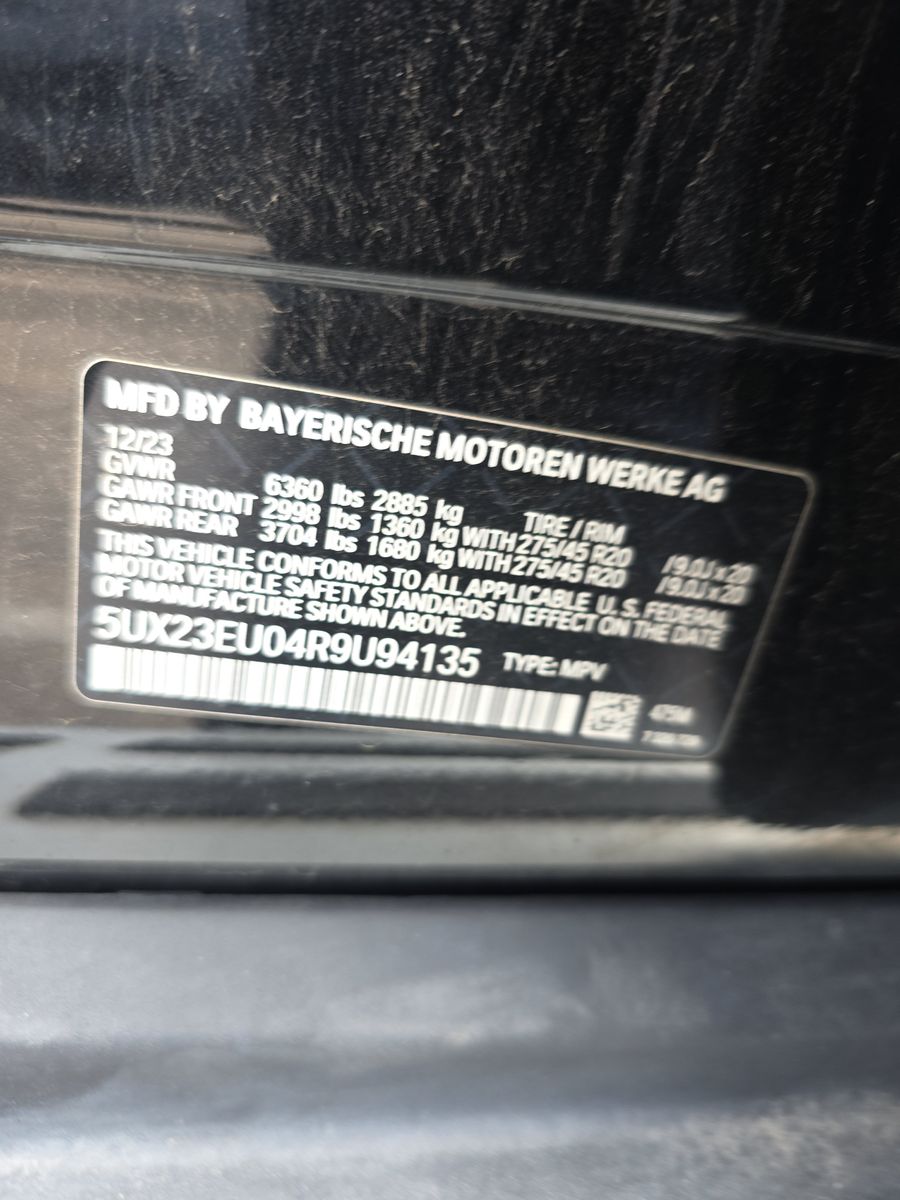 MFD BY BAYERISCHE MOTOREN WERKE AG
12/23
GVWR 6360 lbs 2885 kg TIRE / RIM
GAWR FRONT 2998 lbs 1360 kg WITH 275/45 R20 / 9.0J x 20
GAWR REAR 3704 lbs 1680 kg WITH 275/45 R20 / 9.0J x 20
THIS VEHICLE CONFORMS TO ALL APPLICABLE U. S. FEDERAL
MOTOR VEHICLE SAFETY STANDARDS IN EFFECT ON THE DATE
OF MANUFACTURE SHOWN ABOVE.
5UX23EU04R9U94135 TYPE: MPV
475M